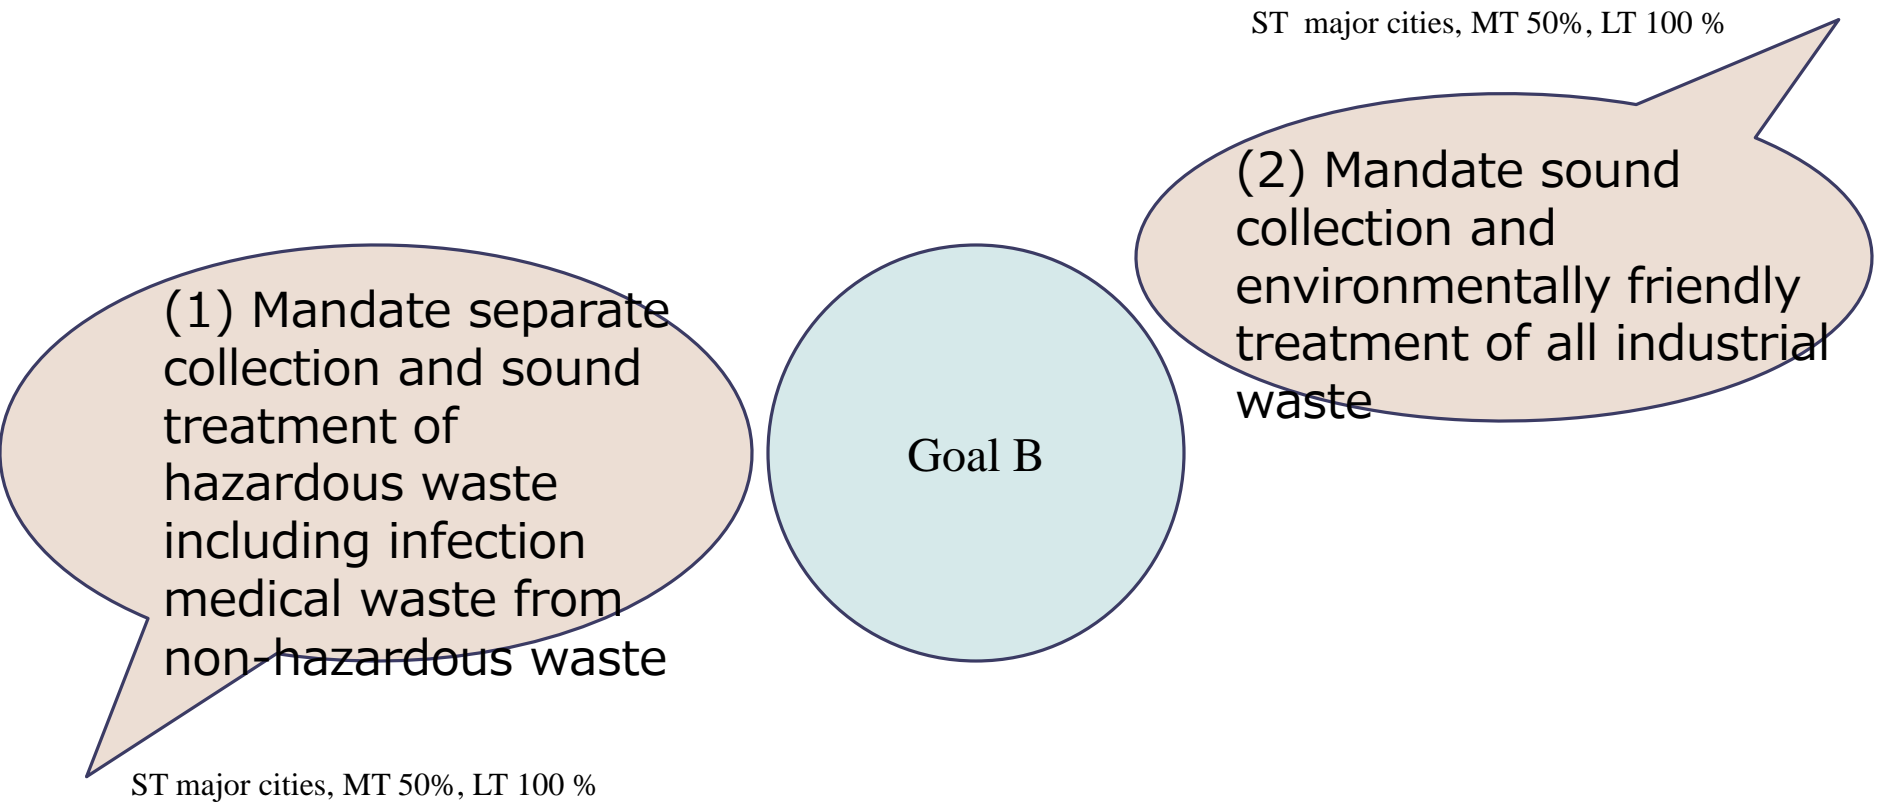 ST major cities, MT 50%, LT 100 %
(2) Mandate sound
collection and
environmentally friendly
treatment of all industrial
waste
(1) Mandate separate
collection and sound
treatment of
hazardous waste
including infection
medical waste from
non-hazardous waste
Goal B
ST major cities, MT 50%, LT 100 %